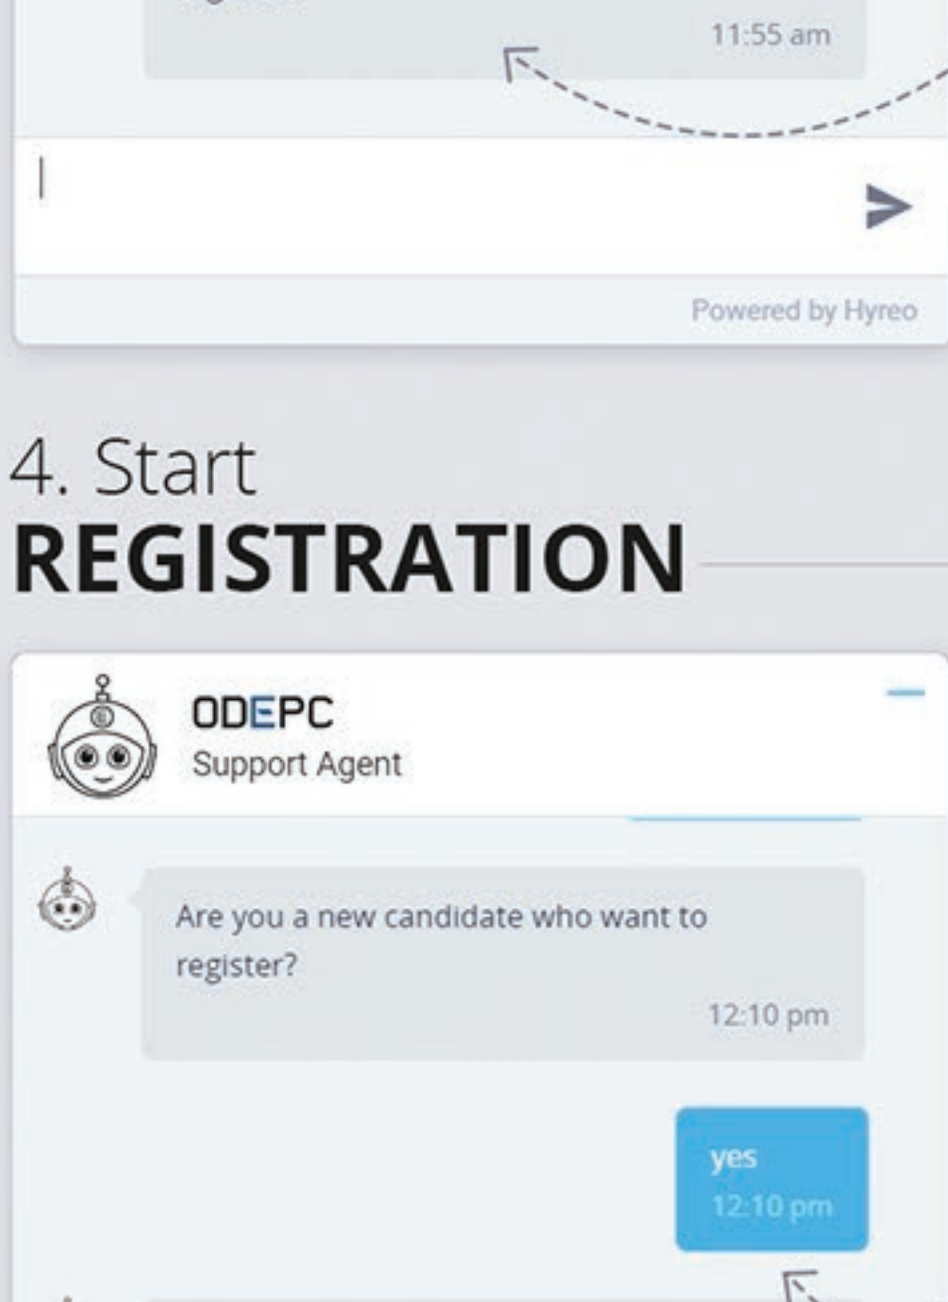 11:55 am
Powered by Hyreo
4. Start
REGISTRATION
ODEPC
Support Agent
Are you a new candidate who want to
register?
12:10 pm
yes
12:10 pm